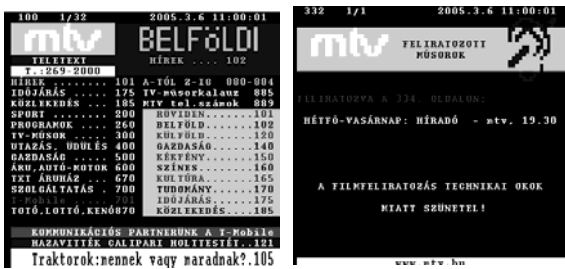 100 1/32 2005.3.6 11:00:01
mtv BELFöLDI
TELETEXT HÍREK .... 102
T.:269-2000
HÍREK ........ 101 A-TÓL Z-IG 880-884
IDŐJÁRÁS ..... 175 TV-műsorkalauz 885
KÖZLEKEDÉS ... 185 MTV tel.számok 889
SPORT ........ 200 RÖVIDEN.......101
PROGRAMOK .... 260 BELFÖLD.......102
TV-MŰSOR ..... 300 KÜLFÖLD.......120
UTAZÁS, ÜDÜLÉS 400 GAZDASÁG......140
GAZDASÁG ..... 500 KÉKFÉNY.......150
ÁRU,AUTÓ-MOTOR 600 SZÍNES........160
TXT ÁRUHÁZ ... 670 KULTÚRA.......165
SZOLGÁLTATÁS . 700 TUDOMÁNY......170
T-Mobile ..... 701 IDŐJÁRÁS......175
TOTÓ,LOTTÓ,KENÓ870 KÖZLEKEDÉS....185
KOMMUNIKÁCIÓS PARTNERÜNK A T-Mobile
HAZAVITTÉK CALIPARI HOLTTESTÉT..121
Traktorok:mennek vagy maradnak?.105
332 1/1 2005.3.6 11:00:01
mtv FELIRATOZOTT
MŰSOROK
FELIRATOZVA A 334. OLDALON:
HÉTFŐ-VASÁRNAP: HÍRADÓ - mtv. 19.30
A FILMFELIRATOZÁS TECHNIKAI OKOK
MIATT SZÜNETEL!
www.mtv.hu